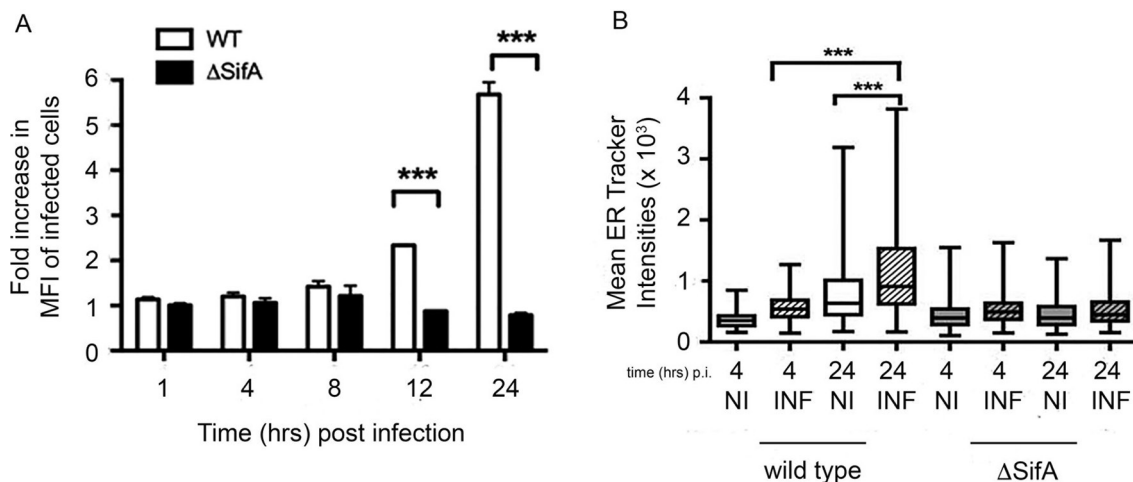 A
WT
ΔSifA
***
***
Fold increase in
MFI of infected cells
6
5
4
3
2
1
0
1 4 8 12 24
Time (hrs) post infection
B
***
***
Mean ER Tracker
Intensities (x 10³)
4
3
2
1
0
time (hrs) p.i. 4 4 24 24 4 4 24 24
NI INF NI INF NI INF NI INF
wild type ΔSifA